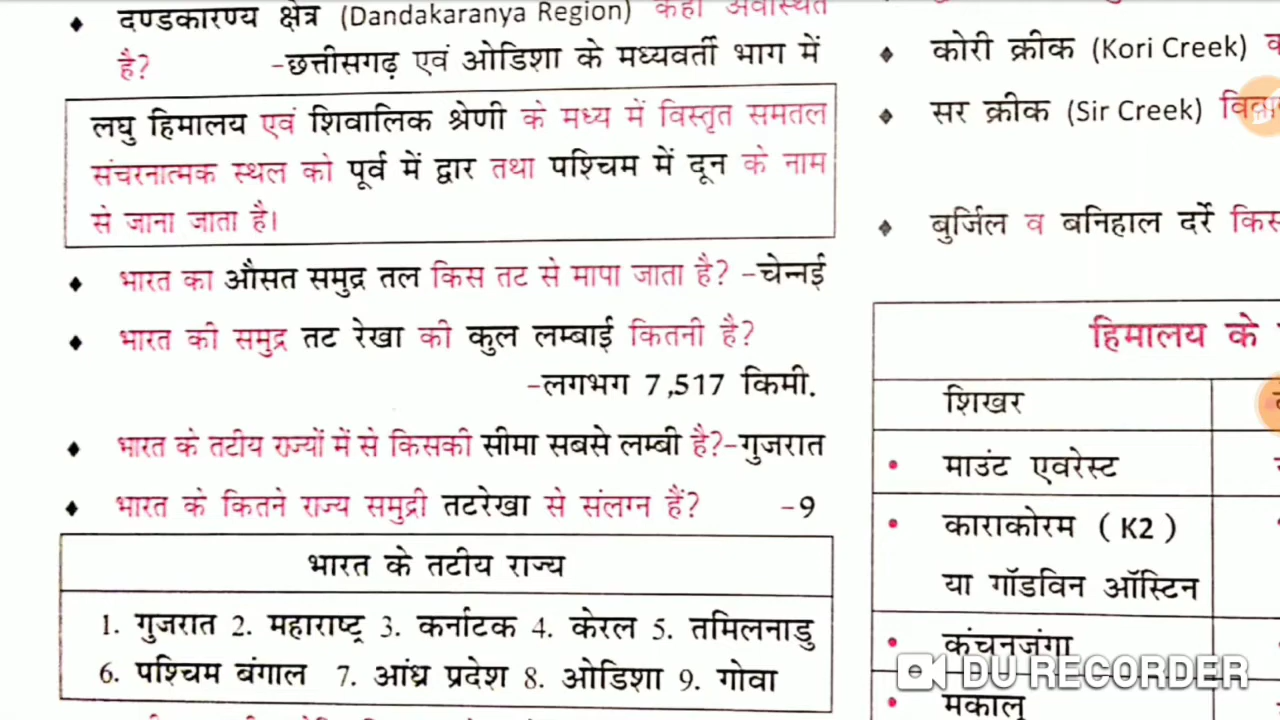 दण्डकारण्य क्षेत्र (Dandakaranya Region) कहाँ अवस्थित
है? -छत्तीसगढ़ एवं ओडिशा के मध्यवर्ती भाग में
लघु हिमालय एवं शिवालिक श्रेणी के मध्य में विस्तृत समतल
संचरनात्मक स्थल को पूर्व में द्वार तथा पश्चिम में दून के नाम
से जाना जाता है।
भारत का औसत समुद्र तल किस तट से मापा जाता है? -चेन्नई
भारत की समुद्र तट रेखा की कुल लम्बाई कितनी है?
-लगभग 7,517 किमी.
भारत के तटीय राज्यों में से किसकी सीमा सबसे लम्बी है?-गुजरात
भारत के कितने राज्य समुद्री तटरेखा से संलग्न हैं? -9
भारत के तटीय राज्य
1. गुजरात 2. महाराष्ट्र 3. कर्नाटक 4. केरल 5. तमिलनाडु
6. पश्चिम बंगाल 7. आंध्र प्रदेश 8. ओडिशा 9. गोवा
कोरी क्रीक (Kori Creek)
सर क्रीक (Sir Creek)
बुर्जिल व बनिहाल दर्रे किस
हिमालय के
शिखर
माउंट एवरेस्ट
काराकोरम ( K2 )
या गॉडविन ऑस्टिन
कंचनजंगा
मकालू
DU RECORDER